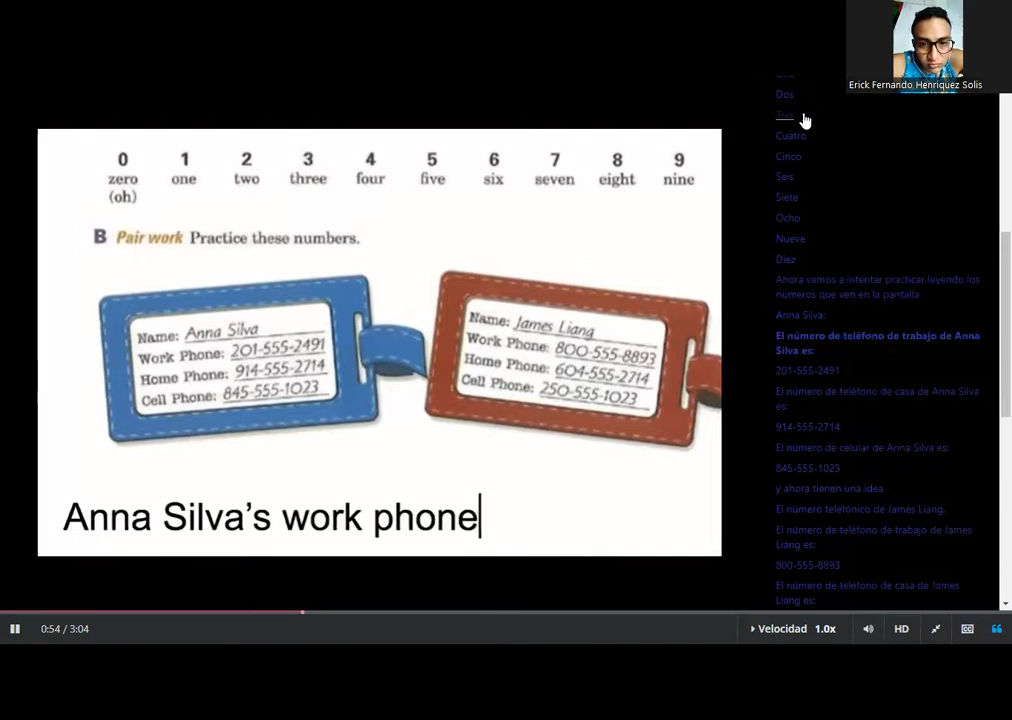 Erick Fernando Henriquez Solis
Dos
Tres
Cuatro
Cinco
Seis
Siete
Ocho
Nueve
Diez
Ahora vamos a intentar practicar leyendo los
números que ven en la pantalla
Anna Silva:
El número de teléfono de trabajo de Anna
Silva es:
201-555-2491
El número de teléfono de casa de Anna Silva
es:
914-555-2714
El número de celular de Anna Silva es:
845-555-1023
y ahora tienen una idea
El número telefónico de James Liang.
El número de teléfono de trabajo de James
Liang es:
800-555-8893
El número de teléfono de casa de James
Liang es:
0 1 2 3 4 5 6 7 8 9
zero one two three four five six seven eight nine
(oh)
B Pair work Practice these numbers.
Name: Anna Silva
Work Phone: 201-555-2491
Home Phone: 914-555-2714
Cell Phone: 845-555-1023
Name: James Liang
Work Phone: 800-555-8893
Home Phone: 604-555-2714
Cell Phone: 250-555-1023
Anna Silva's work phone
0:54 / 3:04
Velocidad 1.0x
HD
CC